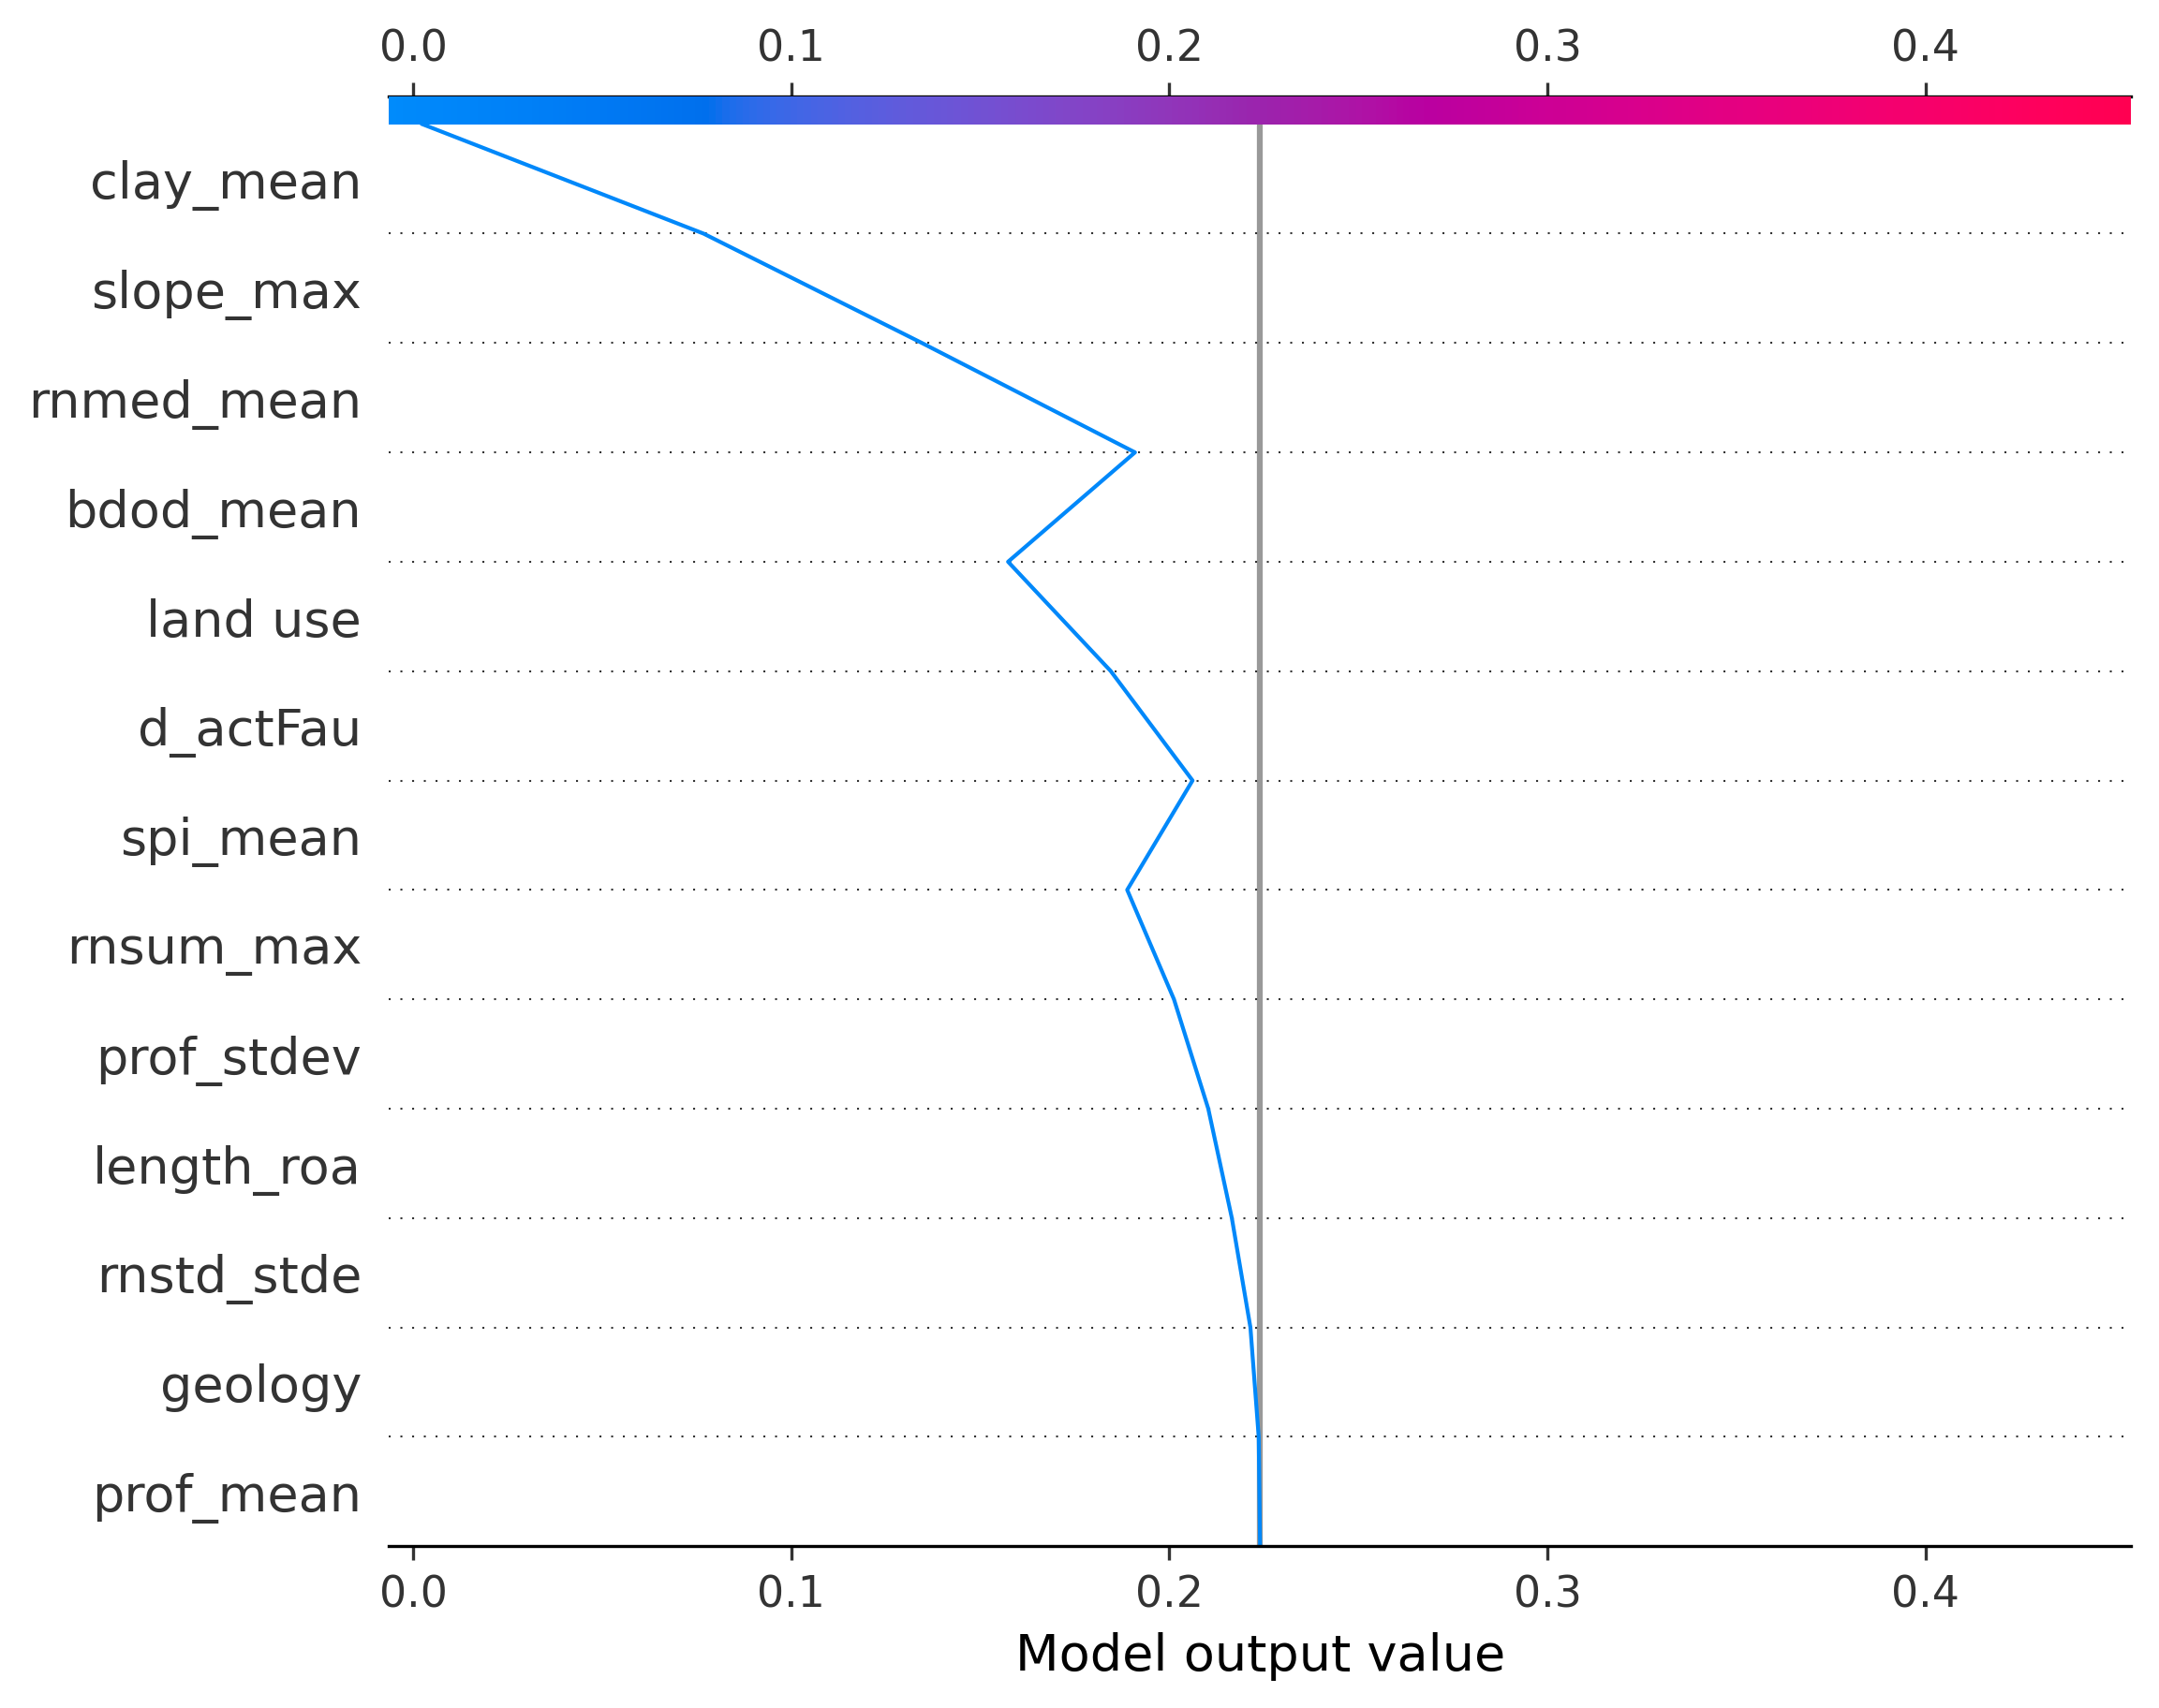 0.0 0.1 0.2 0.3 0.4
clay_mean
slope_max
rnmed_mean
bdod_mean
land use
d_actFau
spi_mean
rnsum_max
prof_stdev
length_roa
rnstd_stde
geology
prof_mean
0.0 0.1 0.2 0.3 0.4
Model output value